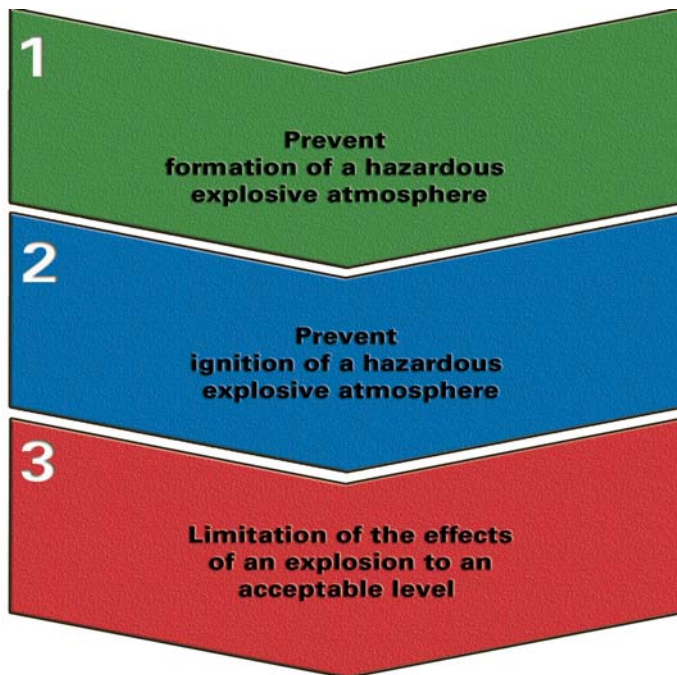 1
Prevent
formation of a hazardous
explosive atmosphere
2
Prevent
ignition of a hazardous
explosive atmosphere
3
Limitation of the effects
of an explosion to an
acceptable level